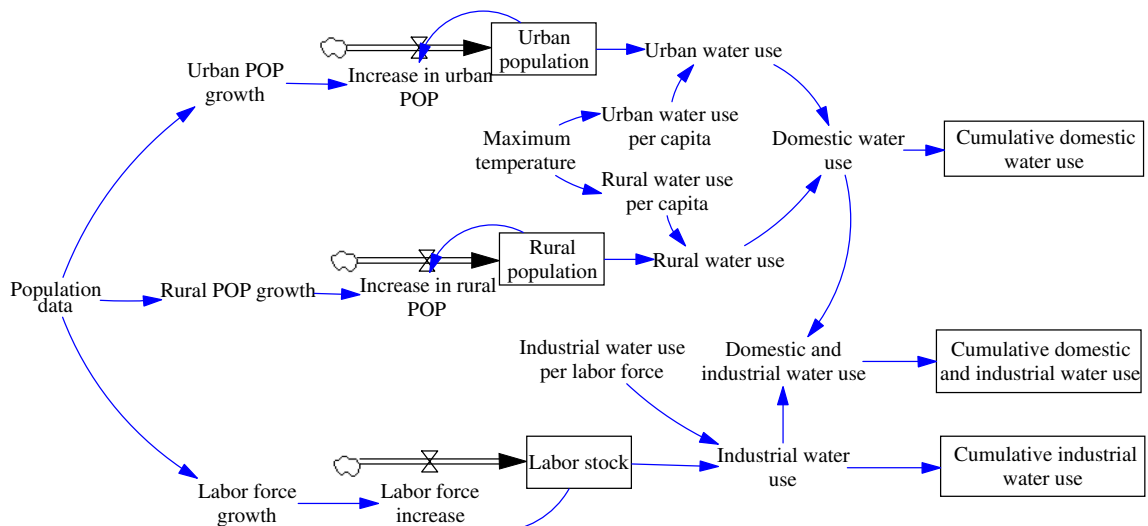 Urban
population
Urban water use
Urban POP
growth
Increase in urban
POP
Urban water use
per capita
Maximum
temperature
Domestic water
use
Cumulative domestic
water use
Rural water use
per capita
Rural
population
Rural water use
Population
data
Rural POP growth
Increase in rural
POP
Industrial water use
per labor force
Domestic and
industrial water use
Cumulative domestic
and industrial water use
Labor stock
Industrial water
use
Cumulative industrial
water use
Labor force
growth
Labor force
increase